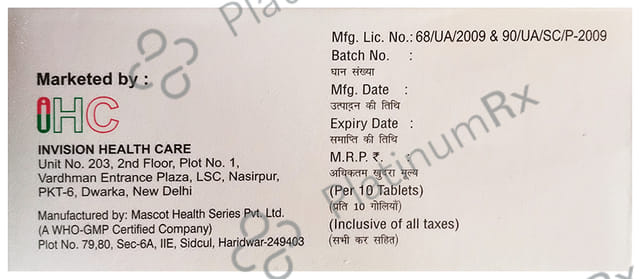 Marketed by :
iHC
INVISION HEALTH CARE
Unit No. 203, 2nd Floor, Plot No. 1,
Vardhman Entrance Plaza, LSC, Nasirpur,
PKT-6, Dwarka, New Delhi
Manufactured by: Mascot Health Series Pvt. Ltd.
(A WHO-GMP Certified Company)
Plot No. 79,80, Sec-6A, IIE, Sidcul, Haridwar-249403
Mfg. Lic. No.: 68/UA/2009 & 90/UA/SC/P-2009
Batch No. :
घान संख्या
Mfg. Date :
उत्पादन की तिथि
Expiry Date :
समाप्ति की तिथि
M.R.P. ₹. :
अधिकतम खुदरा मूल्य
(Per 10 Tablets)
(प्रति 10 गोलियाँ)
(Inclusive of all taxes)
(सभी कर सहित)
PlatinumRx